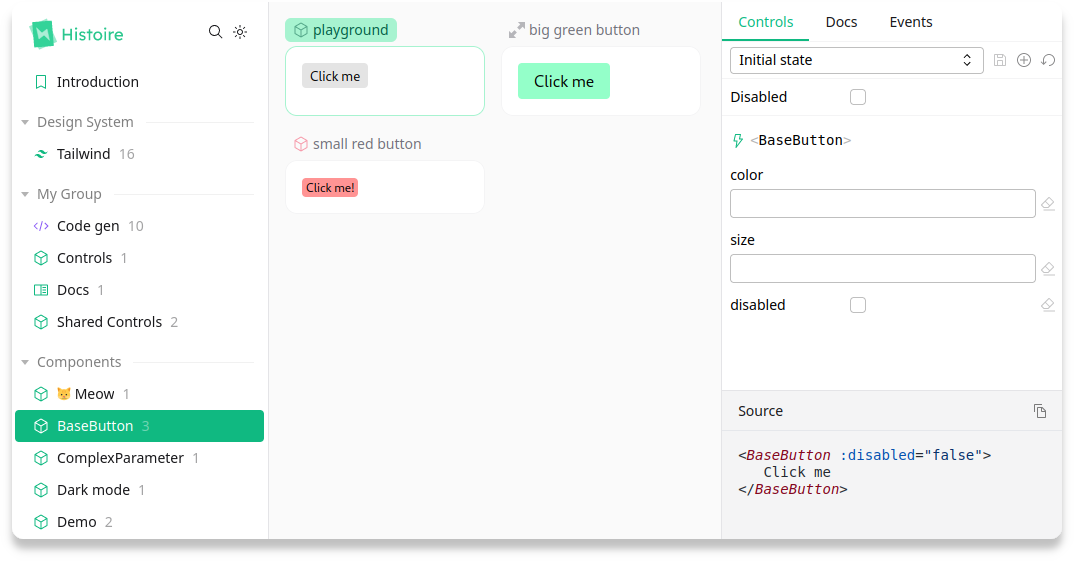 Histoire
Introduction
Design System
Tailwind 16
My Group
Code gen 10
Controls 1
Docs 1
Shared Controls 2
Components
Meow 1
BaseButton 3
ComplexParameter 1
Dark mode 1
Demo 2
playground
Click me
big green button
Click me
small red button
Click me!
Controls Docs Events
Initial state
Disabled
<BaseButton>
color
size
disabled
Source
<BaseButton :disabled="false">
Click me
</BaseButton>